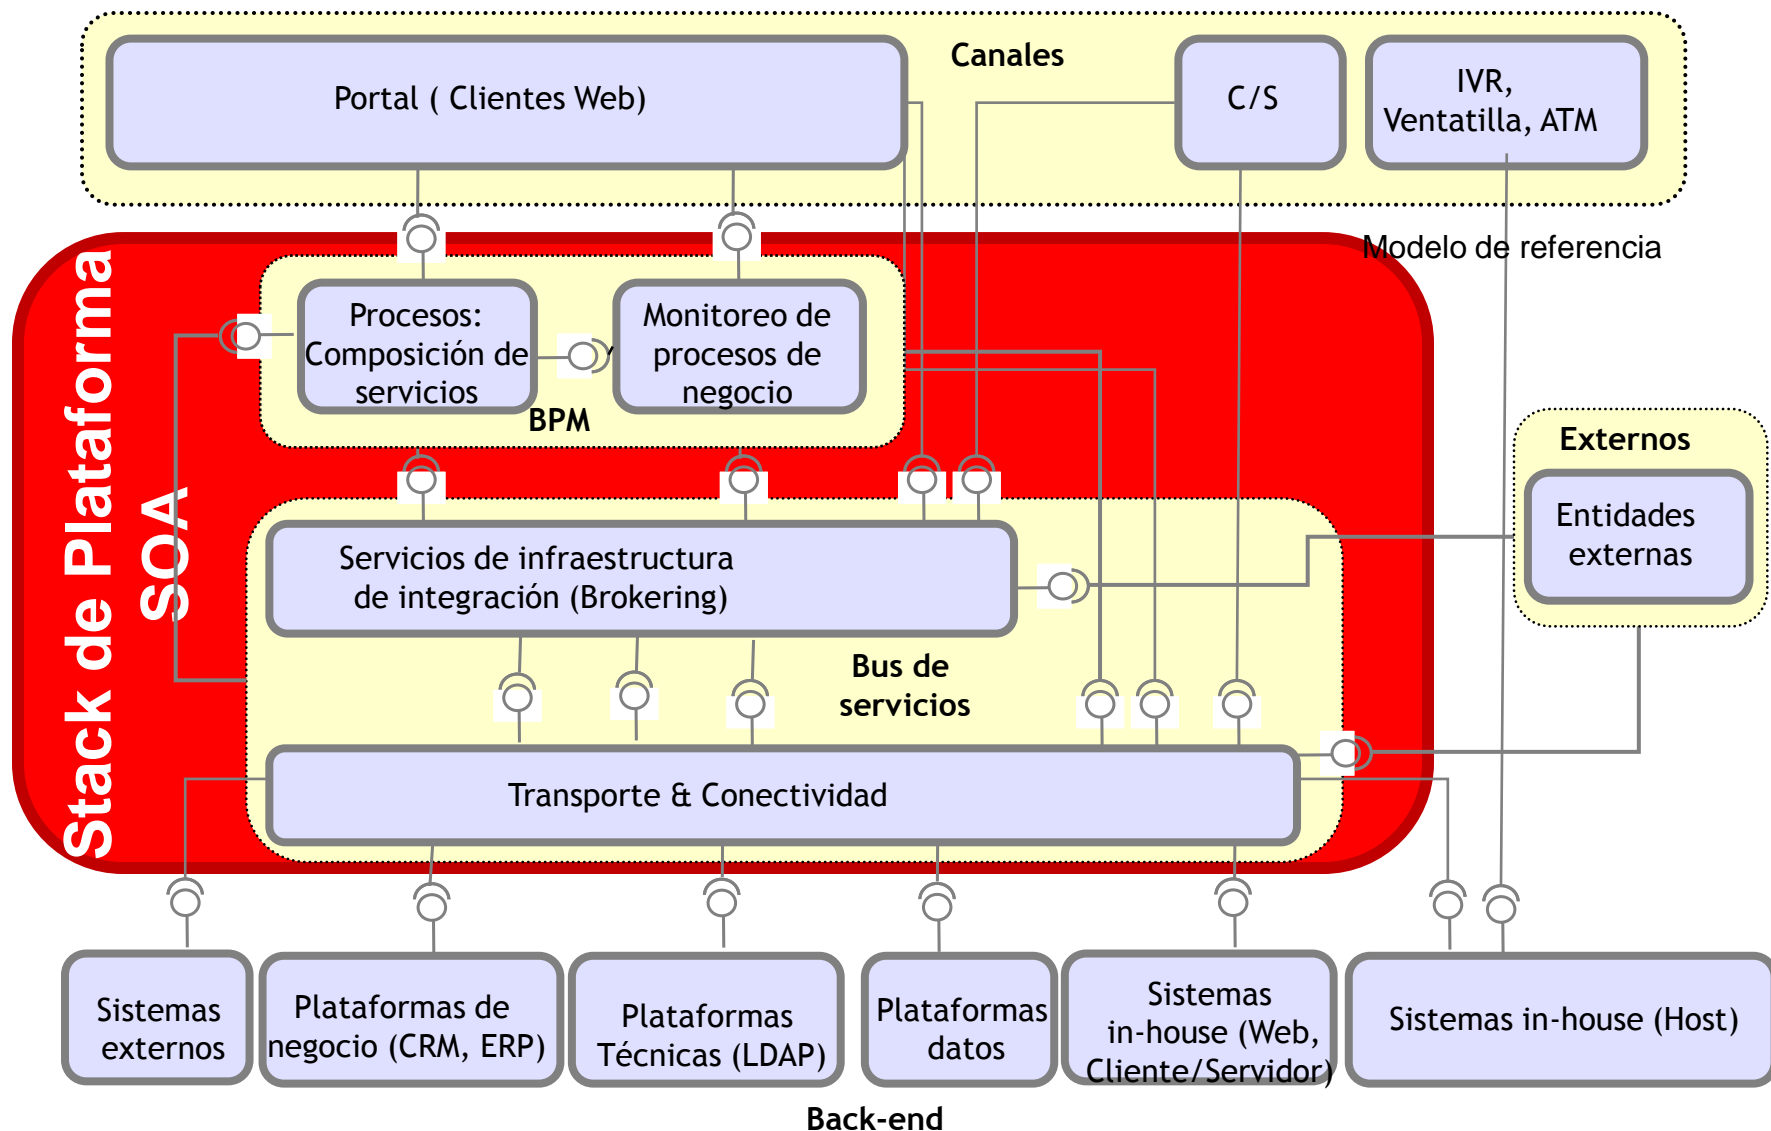 Canales
Portal ( Clientes Web)
C/S
IVR,
Ventatilla, ATM
Modelo de referencia
Stack de Plataforma
SOA
Procesos:
Composición de
servicios
Monitoreo de
procesos de
negocio
BPM
Externos
Entidades
externas
Servicios de infraestructura
de integración (Brokering)
Bus de
servicios
Transporte & Conectividad
Sistemas
externos
Plataformas de
negocio (CRM, ERP)
Plataformas
Técnicas (LDAP)
Plataformas
datos
Sistemas
in-house (Web,
Cliente/Servidor)
Sistemas in-house (Host)
Back-end